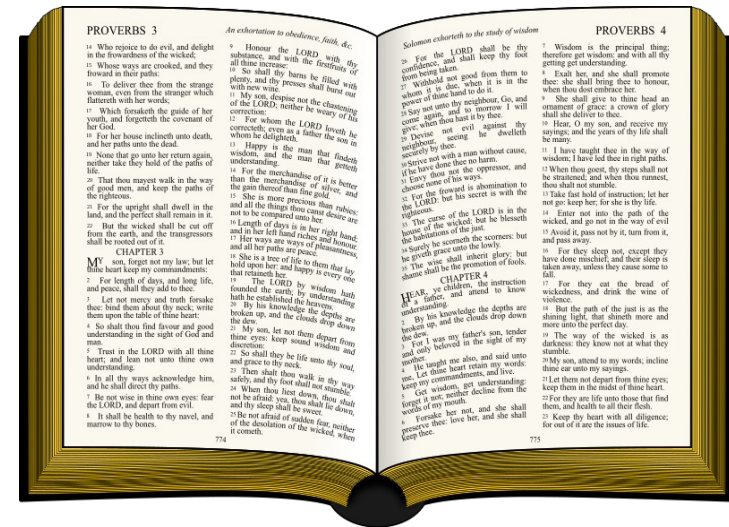 PROVERBS 3
An exhortation to obedience, faith, &c.
14 Who rejoice to do evil, and delight
in the frowardness of the wicked;
15 Whose ways are crooked, and they
froward in their paths:
16 To deliver thee from the strange
woman, even from the stranger which
flattereth with her words;
17 Which forsaketh the guide of her
youth, and forgetteth the covenant of
her God.
18 For her house inclineth unto death,
and her paths unto the dead.
19 None that go unto her return again,
neither take they hold of the paths of
life.
20 That thou mayest walk in the way
of good men, and keep the paths of
the righteous.
21 For the upright shall dwell in the
land, and the perfect shall remain in it.
22 But the wicked shall be cut off
from the earth, and the transgressors
shall be rooted out of it.
CHAPTER 3
MY son, forget not my law; but let
thine heart keep my commandments:
2 For length of days, and long life,
and peace, shall they add to thee.
3 Let not mercy and truth forsake
thee: bind them about thy neck; write
them upon the table of thine heart:
4 So shalt thou find favour and good
understanding in the sight of God and
man.
5 Trust in the LORD with all thine
heart; and lean not unto thine own
understanding.
6 In all thy ways acknowledge him,
and he shall direct thy paths.
7 Be not wise in thine own eyes: fear
the LORD, and depart from evil.
8 It shall be health to thy navel, and
marrow to thy bones.
9 Honour the LORD with thy
substance, and with the firstfruits of
all thine increase:
10 So shall thy barns be filled with
plenty, and thy presses shall burst out
with new wine.
11 My son, despise not the chastening
of the LORD; neither be weary of his
correction:
12 For whom the LORD loveth he
correcteth; even as a father the son in
whom he delighteth.
13 Happy is the man that findeth
wisdom, and the man that getteth
understanding.
14 For the merchandise of it is better
than the merchandise of silver, and
the gain thereof than fine gold.
15 She is more precious than rubies:
and all the things thou canst desire are
not to be compared unto her.
16 Length of days is in her right hand;
and in her left hand riches and honour.
17 Her ways are ways of pleasantness,
and all her paths are peace.
18 She is a tree of life to them that lay
hold upon her: and happy is every one
that retaineth her.
19 The LORD by wisdom hath
founded the earth; by understanding
hath he established the heavens.
20 By his knowledge the depths are
broken up, and the clouds drop down
the dew.
21 My son, let not them depart from
thine eyes: keep sound wisdom and
discretion:
22 So shall they be life unto thy soul,
and grace to thy neck.
23 Then shalt thou walk in thy way
safely, and thy foot shall not stumble.
24 When thou liest down, thou shalt
not be afraid: yea, thou shalt lie down,
and thy sleep shall be sweet.
25 Be not afraid of sudden fear, neither
of the desolation of the wicked, when
it cometh.
774
Solomon exhorteth to the study of wisdom
PROVERBS 4
26 For the LORD shall be thy
confidence, and shall keep thy foot
from being taken.
27 Withhold not good from them to
whom it is due, when it is in the
power of thine hand to do it.
28 Say not unto thy neighbour, Go, and
come again, and to morrow I will
give; when thou hast it by thee.
29 Devise not evil against thy
neighbour, seeing he dwelleth
securely by thee.
30 Strive not with a man without cause,
if he have done thee no harm.
31 Envy thou not the oppressor, and
choose none of his ways.
32 For the froward is abomination to
the LORD: but his secret is with the
righteous.
33 The curse of the LORD is in the
house of the wicked: but he blesseth
the habitations of the just.
34 Surely he scorneth the scorners: but
he giveth grace unto the lowly.
35 The wise shall inherit glory: but
shame shall be the promotion of fools.
CHAPTER 4
HEAR, ye children, the instruction
of a father, and attend to know
understanding.
2 By his knowledge the depths are
broken up, and the clouds drop down
the dew.
3 For I was my father's son, tender
and only beloved in the sight of my
mother.
4 He taught me also, and said unto
me, Let thine heart retain my words:
keep my commandments, and live.
5 Get wisdom, get understanding:
forget it not; neither decline from the
words of my mouth.
6 Forsake her not, and she shall
preserve thee: love her, and she shall
keep thee.
7 Wisdom is the principal thing;
therefore get wisdom: and with all thy
getting get understanding.
8 Exalt her, and she shall promote
thee: she shall bring thee to honour,
when thou dost embrace her.
9 She shall give to thine head an
ornament of grace: a crown of glory
shall she deliver to thee.
10 Hear, O my son, and receive my
sayings; and the years of thy life shall
be many.
11 I have taught thee in the way of
wisdom; I have led thee in right paths.
12 When thou goest, thy steps shall not
be straitened; and when thou runnest,
thou shalt not stumble.
13 Take fast hold of instruction; let her
not go: keep her; for she is thy life.
14 Enter not into the path of the
wicked, and go not in the way of evil
15 Avoid it, pass not by it, turn from it,
and pass away.
16 For they sleep not, except they
have done mischief; and their sleep is
taken away, unless they cause some to
fall.
17 For they eat the bread of
wickedness, and drink the wine of
violence.
18 But the path of the just is as the
shining light, that shineth more and
more unto the perfect day.
19 The way of the wicked is as
darkness: they know not at what they
stumble.
20 My son, attend to my words; incline
thine ear unto my sayings.
21 Let them not depart from thine eyes;
keep them in the midst of thine heart.
22 For they are life unto those that find
them, and health to all their flesh.
23 Keep thy heart with all diligence;
for out of it are the issues of life.
775